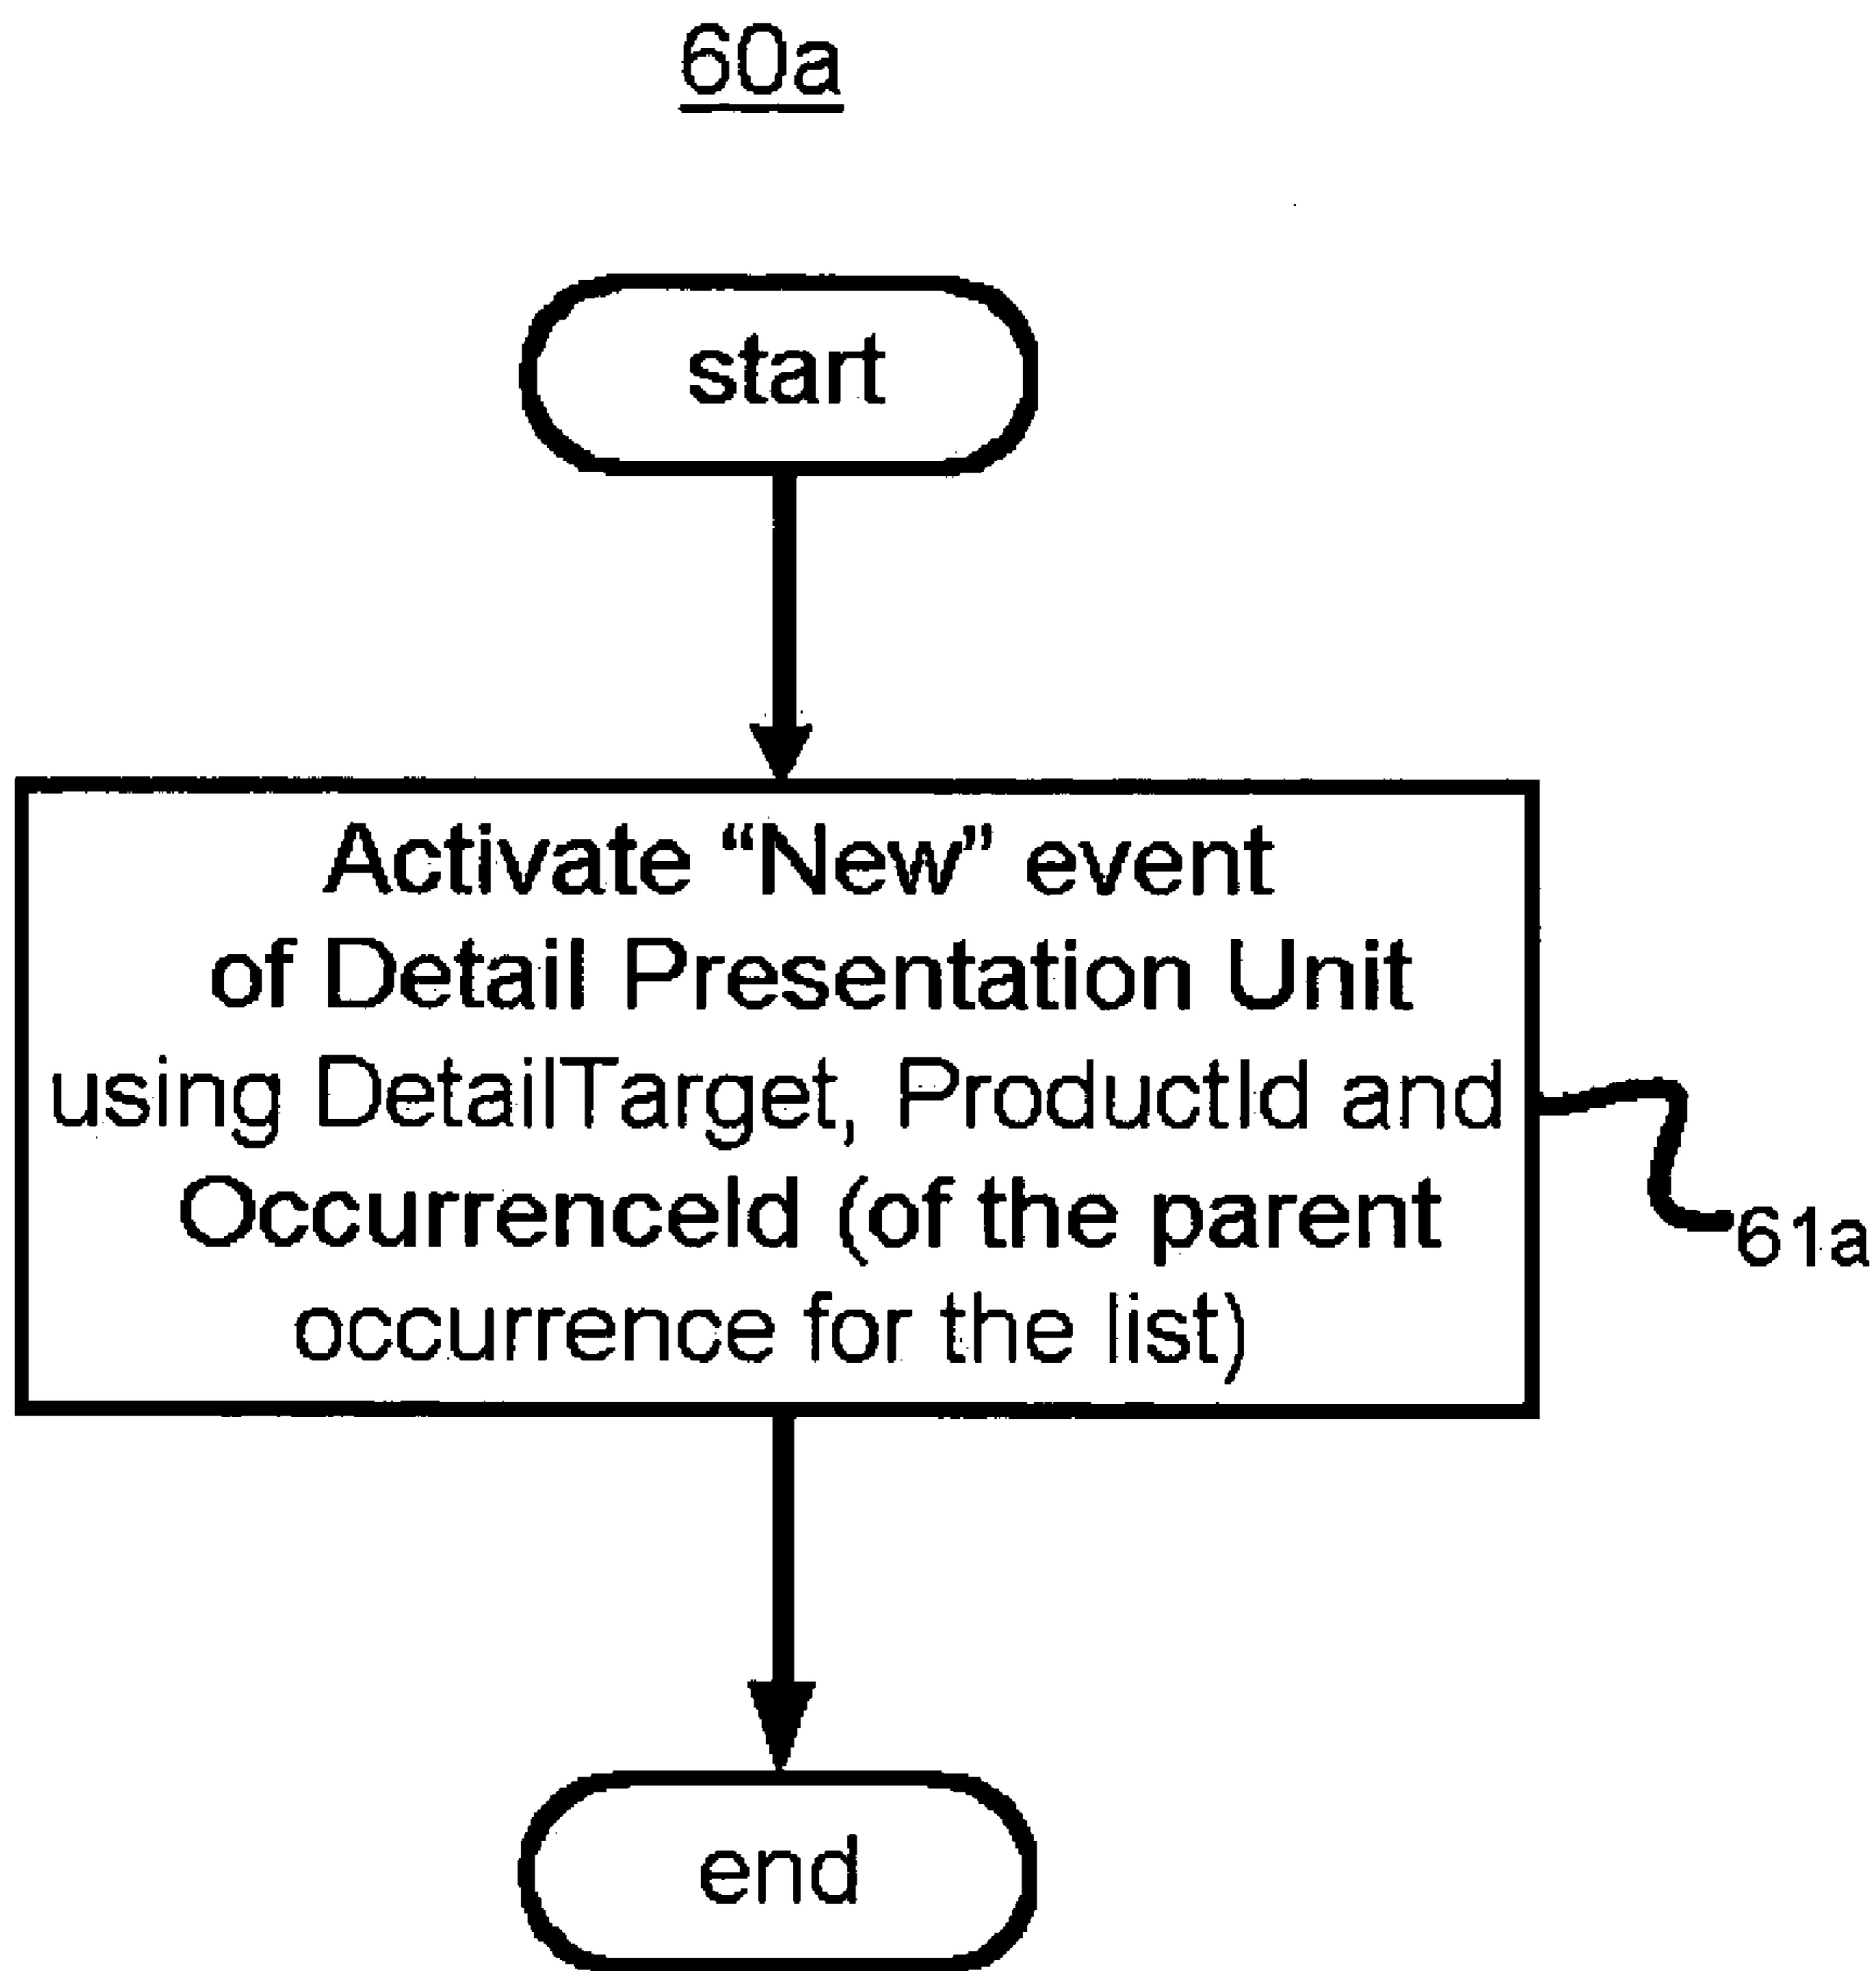 60a
start
Activate “New” event
of Detail Presentation Unit
using DetailTarget, ProductId and
OccurrenceId (of the parent
occurrence for the list)
61a
end